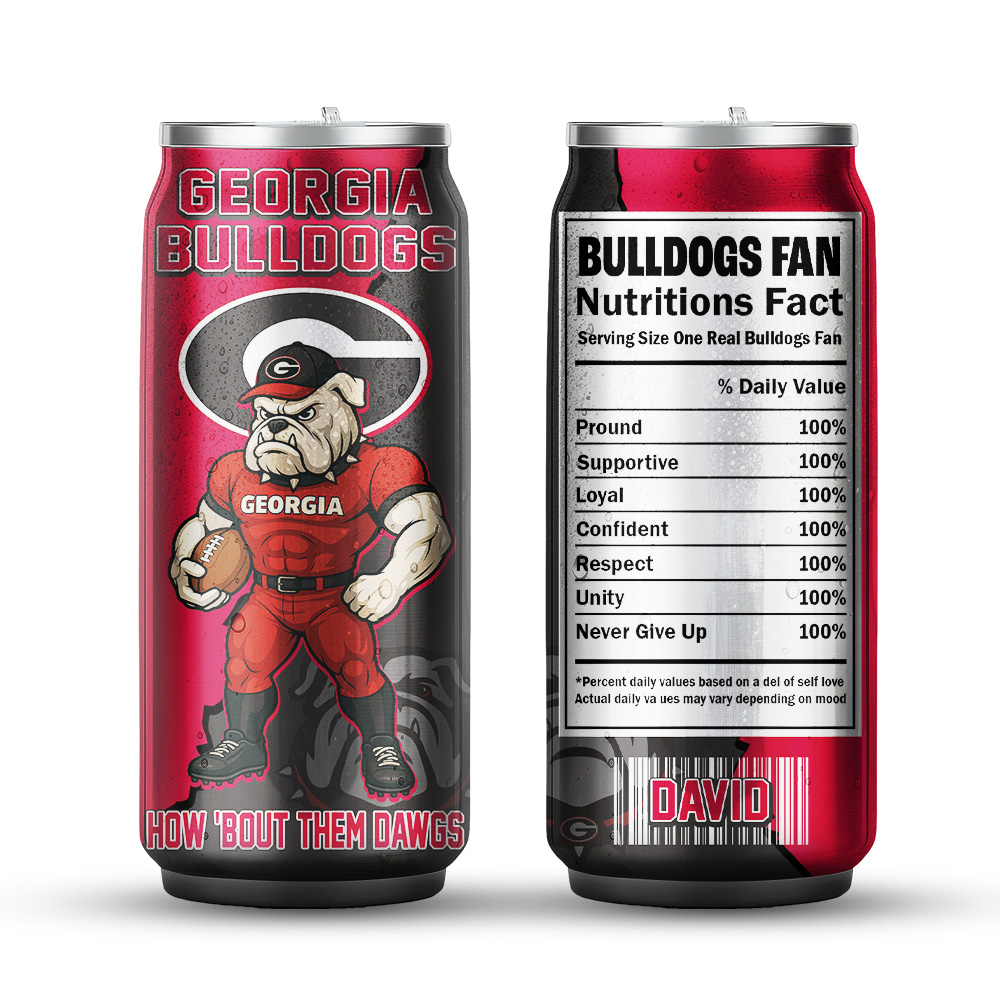 GEORGIA
BULLDOGS
G
GEORGIA
HOW 'BOUT THEM DAWGS
BULLDOGS FAN
Nutritions Fact
Serving Size One Real Bulldogs Fan
% Daily Value
Pround 100%
Supportive 100%
Loyal 100%
Confident 100%
Respect 100%
Unity 100%
Never Give Up 100%
*Percent daily values based on a del of self love
Actual daily va ues may vary depending on mood
DAVID
G